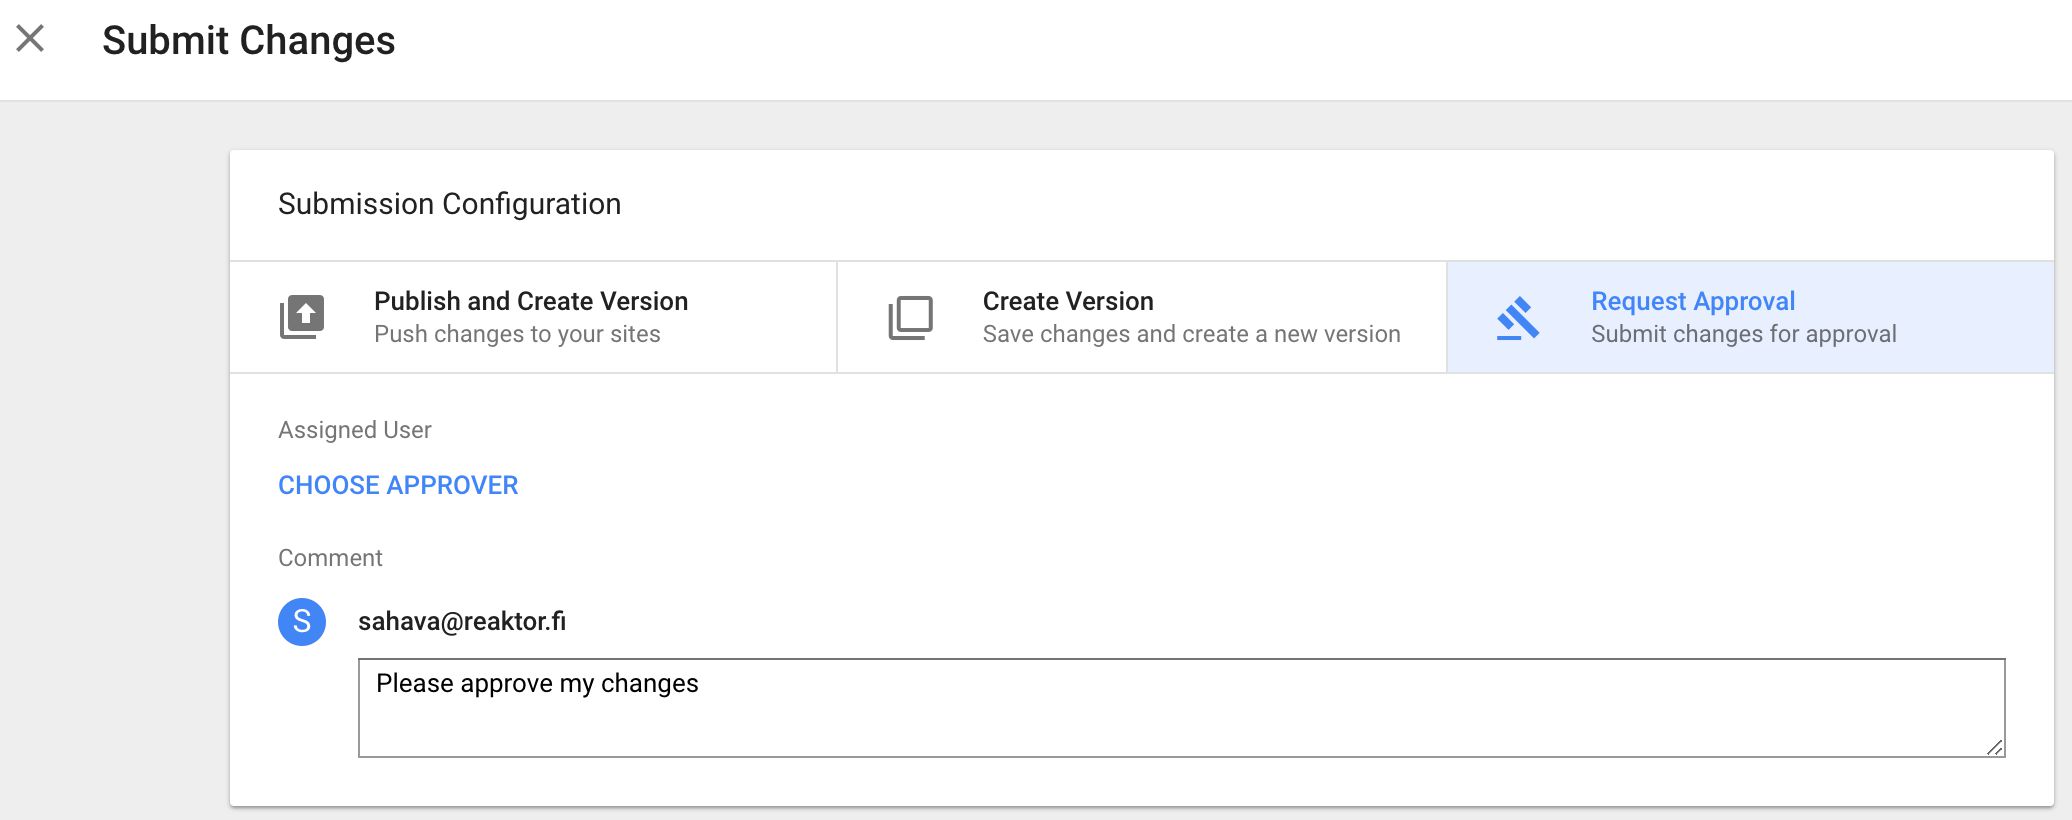 Submit Changes
Submission Configuration
Publish and Create Version
Push changes to your sites
Create Version
Save changes and create a new version
Request Approval
Submit changes for approval
Assigned User
CHOOSE APPROVER
Comment
S
sahava@reaktor.fi
Please approve my changes